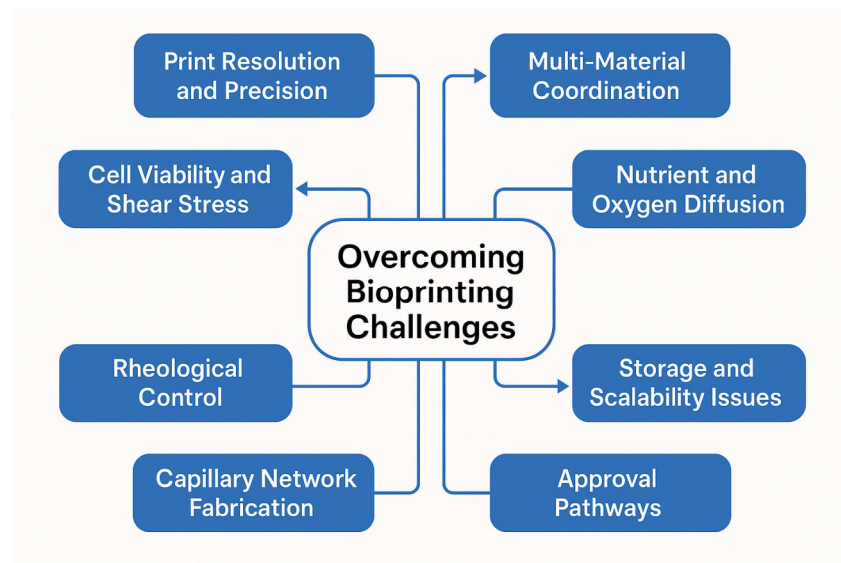 Print Resolution
and Precision
Multi-Material
Coordination
Cell Viability and
Shear Stress
Nutrient and
Oxygen Diffusion
Overcoming
Bioprinting
Challenges
Rheological
Control
Storage and
Scalability Issues
Capillary Network
Fabrication
Approval
Pathways